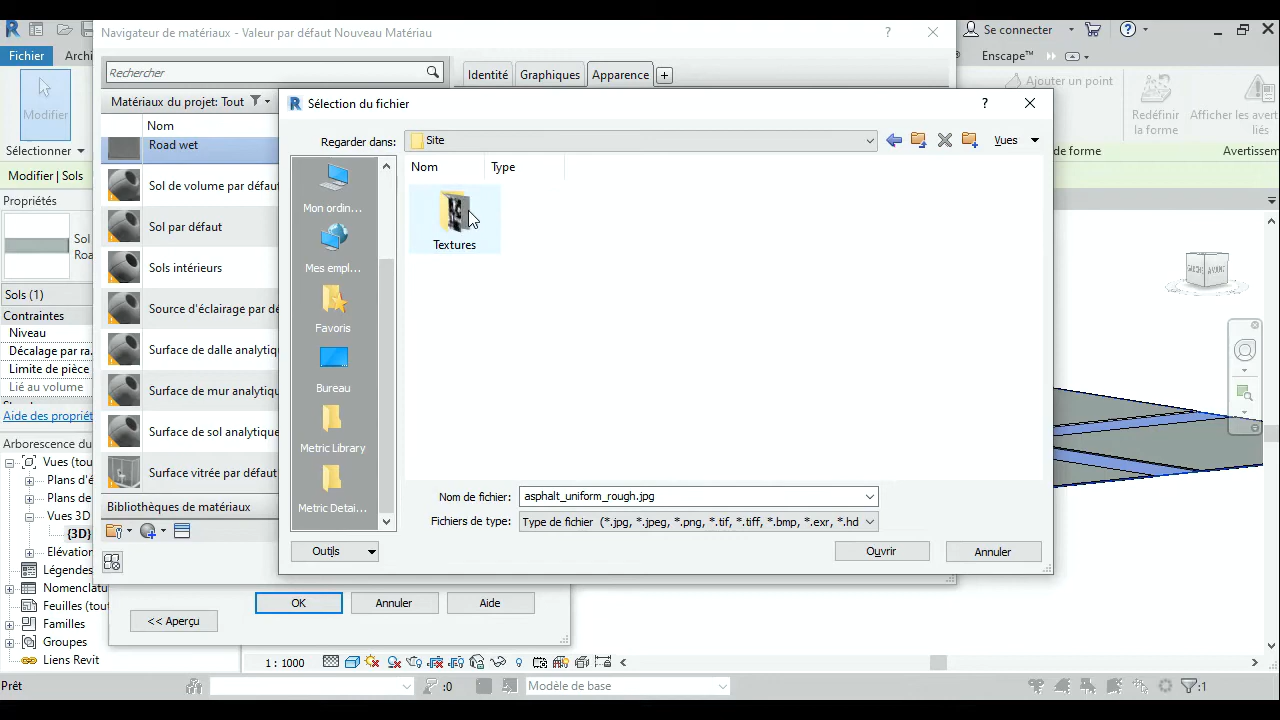 Navigateur de matériaux - Valeur par défaut Nouveau Matériau
?
Se connecter
Fichier
Archi
Rechercher
Identité
Graphiques
Apparence
Enscape™
Ajouter un point
Modifier
Matériaux du projet: Tout
Sélection du fichier
?
Redéfinir
la forme
Afficher les avert
liés
Sélectionner
Nom
Regarder dans:
Site
Vues
de forme
Avertissem
Modifier | Sols
Road wet
Nom
Type
Propriétés
Sol de volume par défau
Mon ordin...
Textures
Sol
Roa
Sol par défaut
Mes empl...
Sols intérieurs
Sols (1)
Source d'éclairage par dé
Contraintes
Favoris
Niveau
Décalage par ra...
Surface de dalle analytiq
Limite de pièce
Lié au volume
Surface de mur analytiq
Bureau
Aide des propriét
Surface de sol analytiqu
Arborescence du
Metric Library
Vues (tou
Surface vitrée par défaut
Plans d'é
Plans de
Nom de fichier:
asphalt_uniform_rough.jpg
Bibliothèques de matériaux
Metric Detai...
Vues 3D
Fichiers de type:
Type de fichier (*.jpg, *.jpeg, *.png, *.tif, *.tiff, *.bmp, *.exr, *.hd
{3D}
Elévation
Outils
Ouvrir
Annuler
Légendes
Nomenclatu
Feuilles (tout
OK
Annuler
Aide
Familles
<< Aperçu
Groupes
Liens Revit
1 : 1000
Prêt
:0
Modèle de base
:1